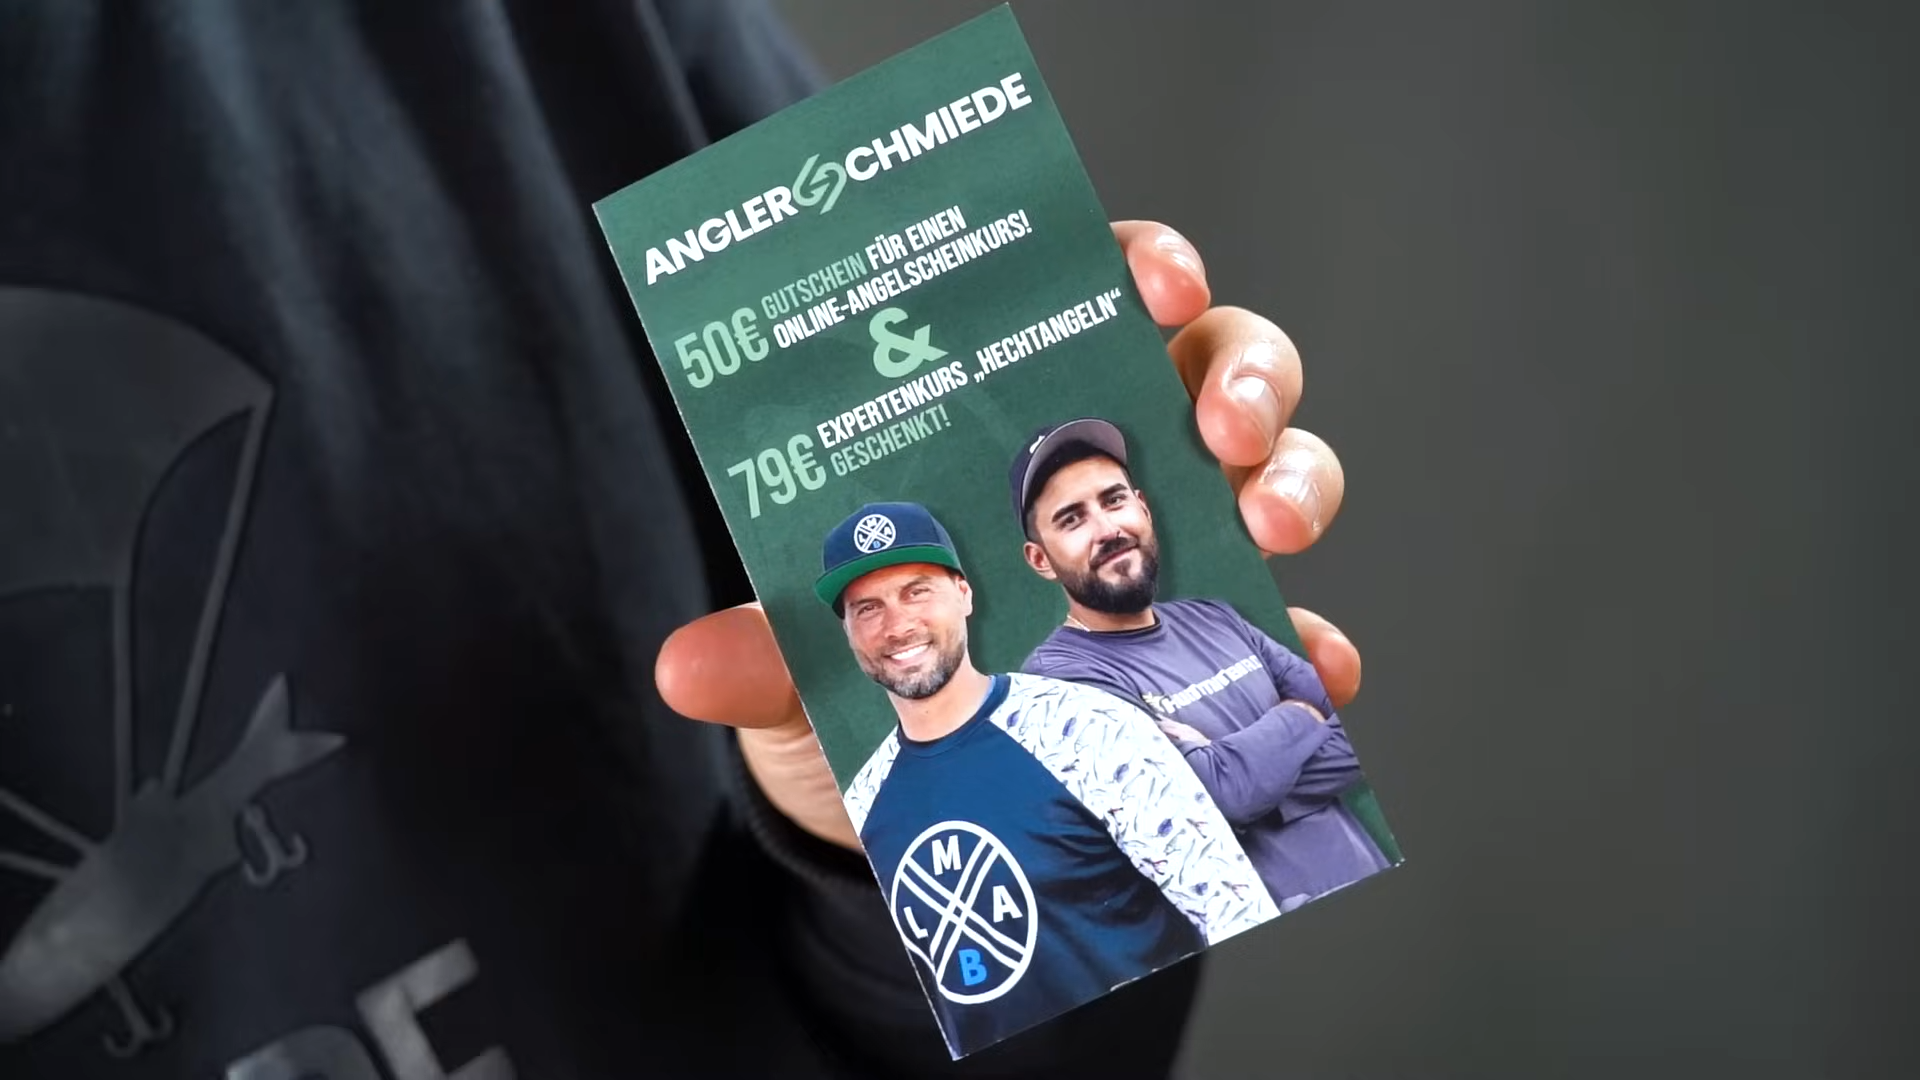 ANGLERSCHMIEDE
50€ GUTSCHEIN FÜR EINEN
ONLINE-ANGELSCHEINKURS!
&
79€ EXPERTENKURS „HECHTANGELN“
GESCHENKT!
M
L A
B
M
L A
B